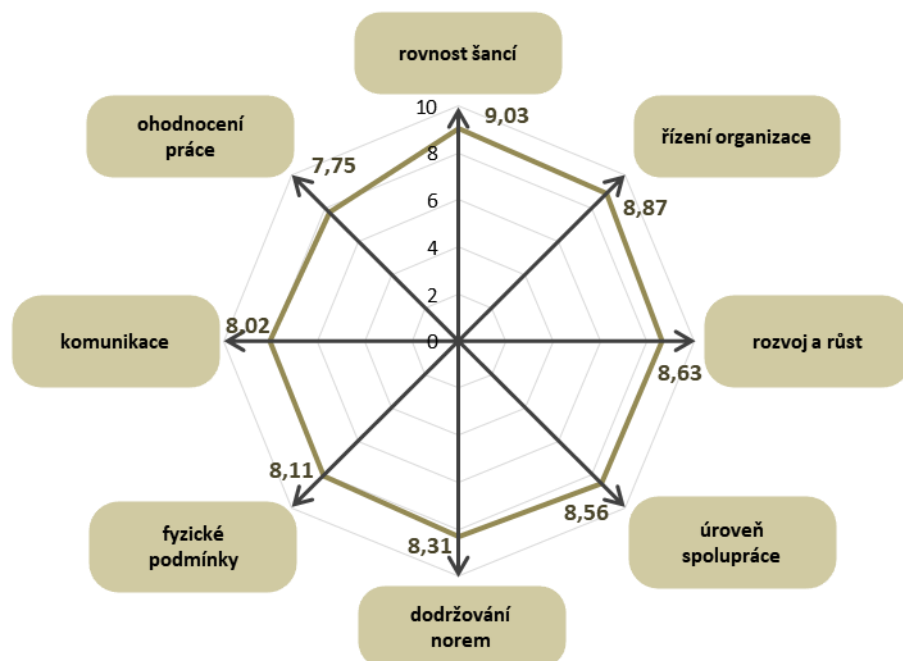 rovnost šancí
10
9,03
ohodnocení
práce
řízení organizace
7,75
8
8,87
6
4
2
komunikace
8,02
0
rozvoj a růst
8,63
8,11
8,56
fyzické
podmínky
8,31
úroveň
spolupráce
dodržování
norem